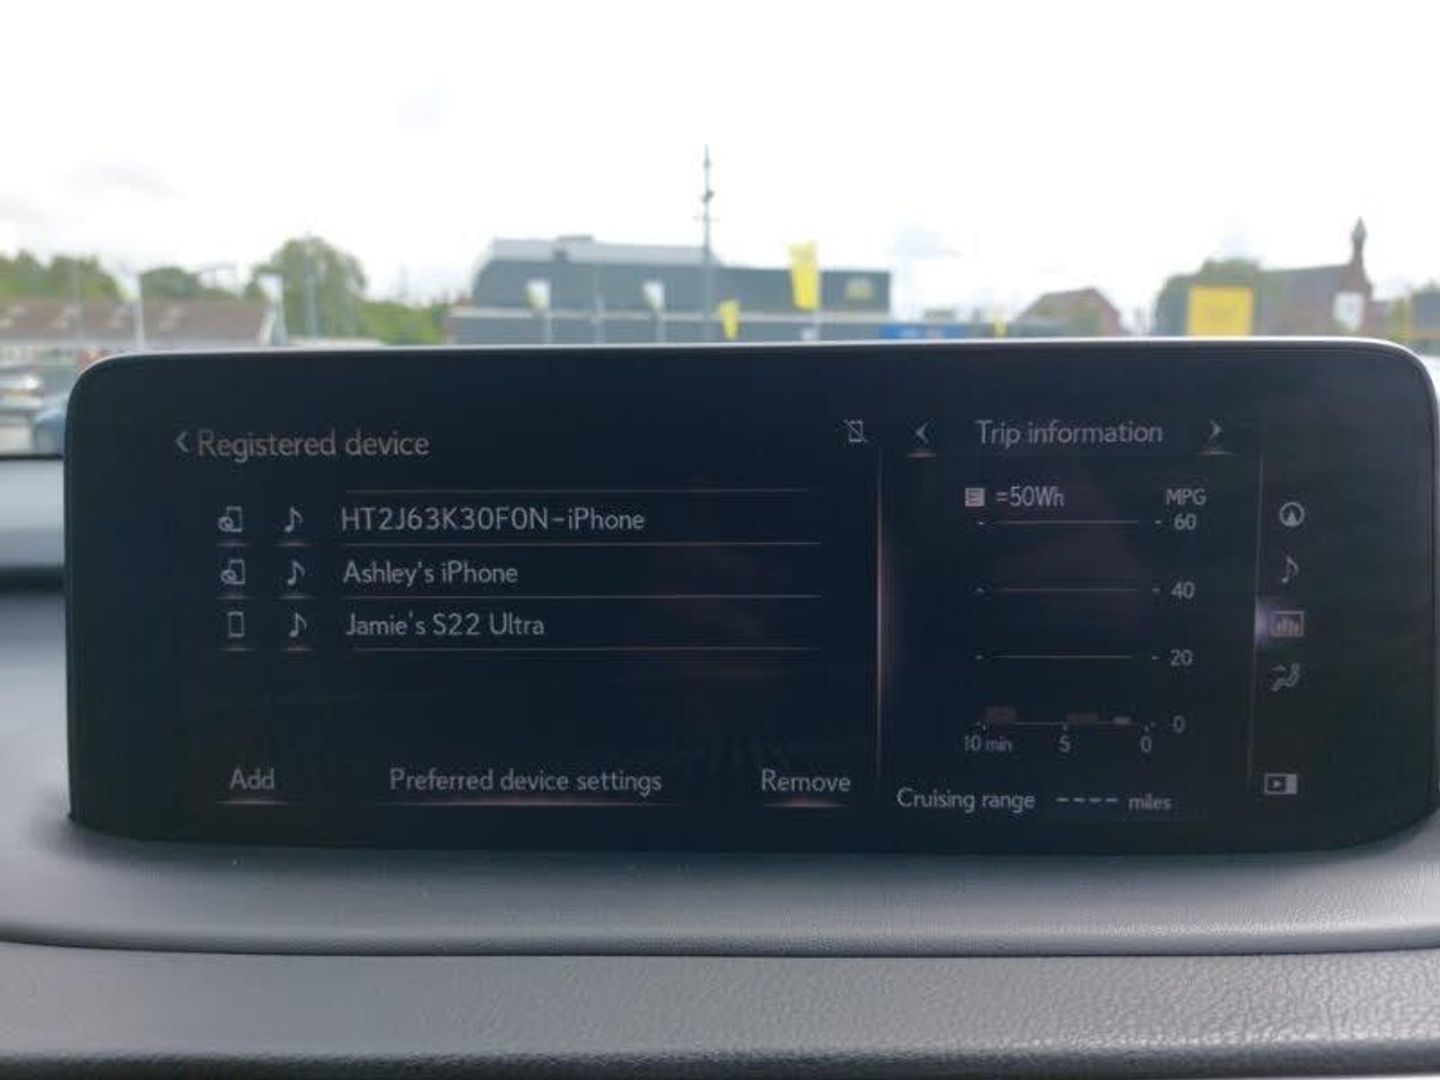 Registered device
HT2J63K30F0N-iPhone
Ashley's iPhone
Jamie's S22 Ultra
Add
Preferred device settings
Remove
Trip information
=50Wh
MPG
60
40
20
0
10 min
5
0
Cruising range ---- miles